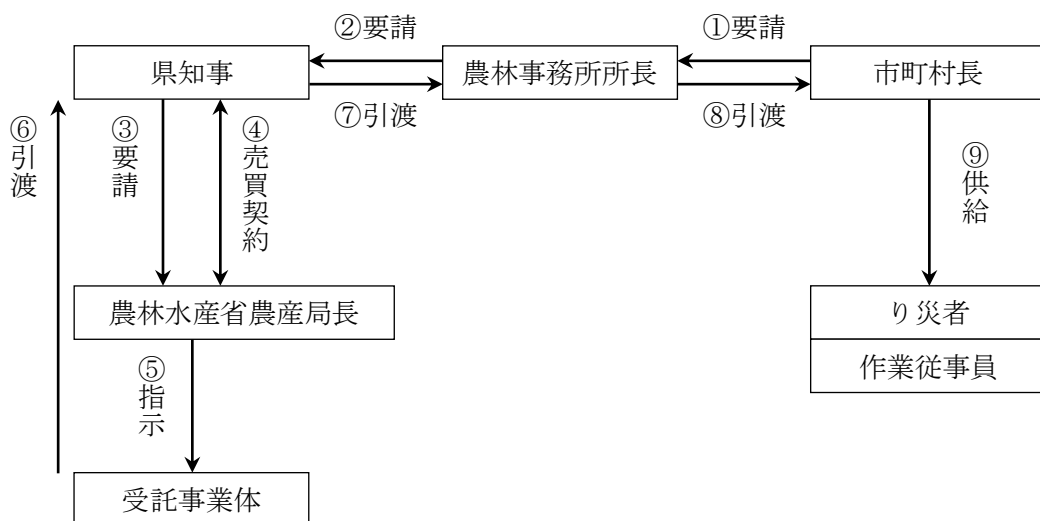 ②要請
①要請
県知事
農林事務所所長
市町村長
⑦引渡
⑧引渡
⑥引渡
③要請
④売買契約
⑨供給
農林水産省農産局長
り災者
作業従事員
⑤指示
受託事業体